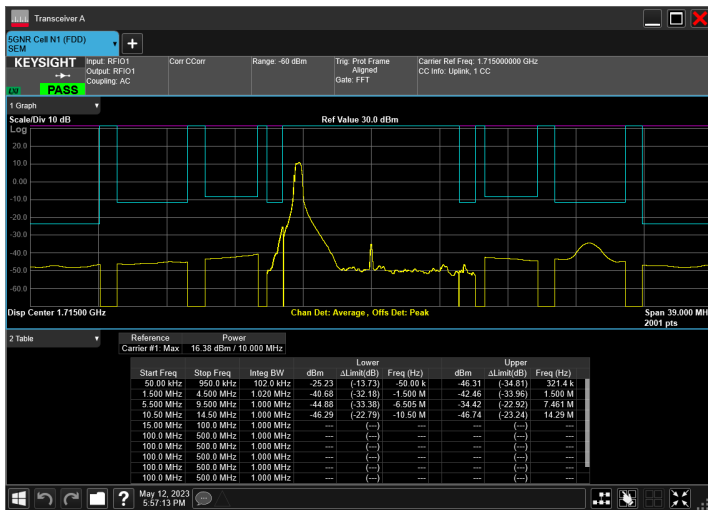 Transceiver A
5GNR Cell N1 (FDD)
SEM
KEYSIGHT
Input: RFIO1
Output: RFIO1
Coupling: AC
Corr CCorr
Range: -60 dBm
Trig: Prot Frame
Aligned
Gate: FFT
Carrier Ref Freq: 1.715000000 GHz
CC Info: Uplink, 1 CC
PASS
1 Graph
Scale/Div 10 dB
Ref Value 30.0 dBm
Log
20.0
10.0
0.00
-10.0
-20.0
-30.0
-40.0
-50.0
-60.0
Disp Center 1.71500 GHz
Chan Det: Average, Offs Det: Peak
Span 39.000 MH
2001 pts
2 Table
Reference Power
Carrier #1: Max 16.38 dBm / 10.000 MHz
Lower Upper
Start Freq Stop Freq Integ BW dBm ΔLimit(dB) Freq (Hz) dBm ΔLimit(dB) Freq (Hz)
50.00 kHz 950.0 kHz 102.0 kHz -25.23 (-13.73) -50.00 k -46.31 (-34.81) 321.4 k
1.500 MHz 4.500 MHz 1.020 MHz -40.68 (-32.18) -1.500 M -42.46 (-33.96) 1.500 M
5.500 MHz 9.500 MHz 1.000 MHz -44.88 (-33.38) -6.505 M -34.42 (-22.92) 7.461 M
10.50 MHz 14.50 MHz 1.000 MHz -46.29 (-22.79) -10.50 M -46.74 (-23.24) 14.29 M
15.00 MHz 100.0 MHz 1.000 MHz --- (---) --- --- (---) ---
100.0 MHz 500.0 MHz 1.000 MHz --- (---) --- --- (---) ---
100.0 MHz 500.0 MHz 1.000 MHz --- (---) --- --- (---) ---
100.0 MHz 500.0 MHz 1.000 MHz --- (---) --- --- (---) ---
100.0 MHz 500.0 MHz 1.000 MHz --- (---) --- --- (---) ---
100.0 MHz 500.0 MHz 1.000 MHz --- (---) --- --- (---) ---
May 12, 2023
5:57:13 PM